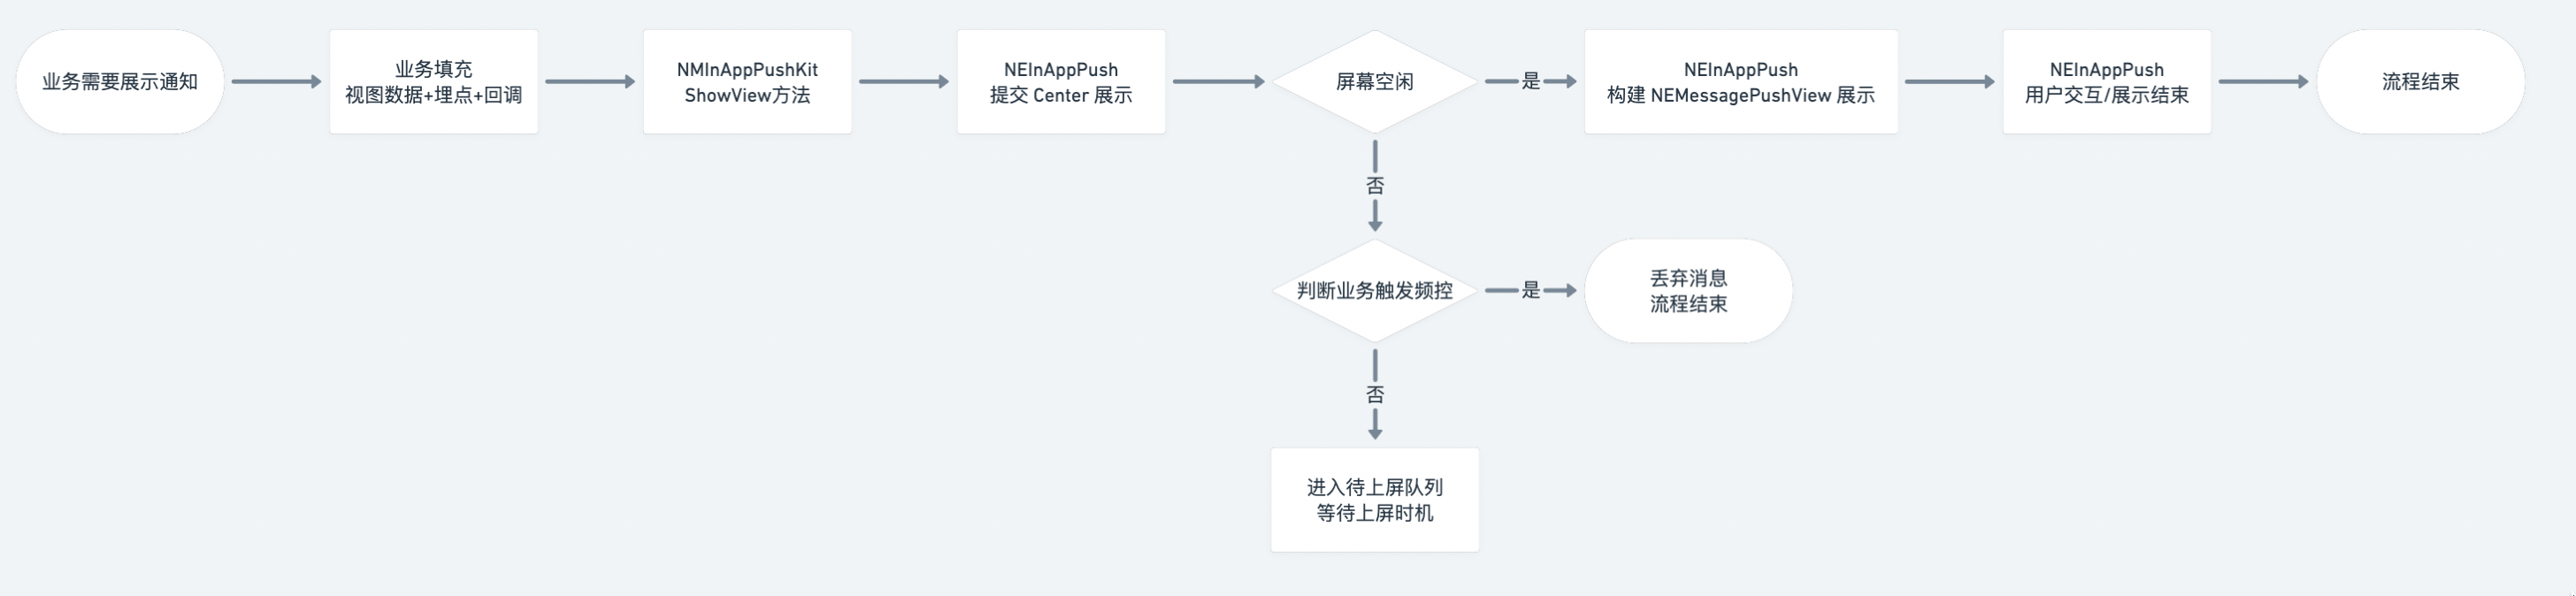 业务需要展示通知
业务填充
视图数据+埋点+回调
NMInAppPushKit
ShowView方法
NEInAppPush
提交 Center 展示
屏幕空闲
是
NEInAppPush
构建 NEMessagePushView 展示
NEInAppPush
用户交互/展示结束
流程结束
否
判断业务触发频控
是
丢弃消息
流程结束
否
进入待上屏队列
等待上屏时机